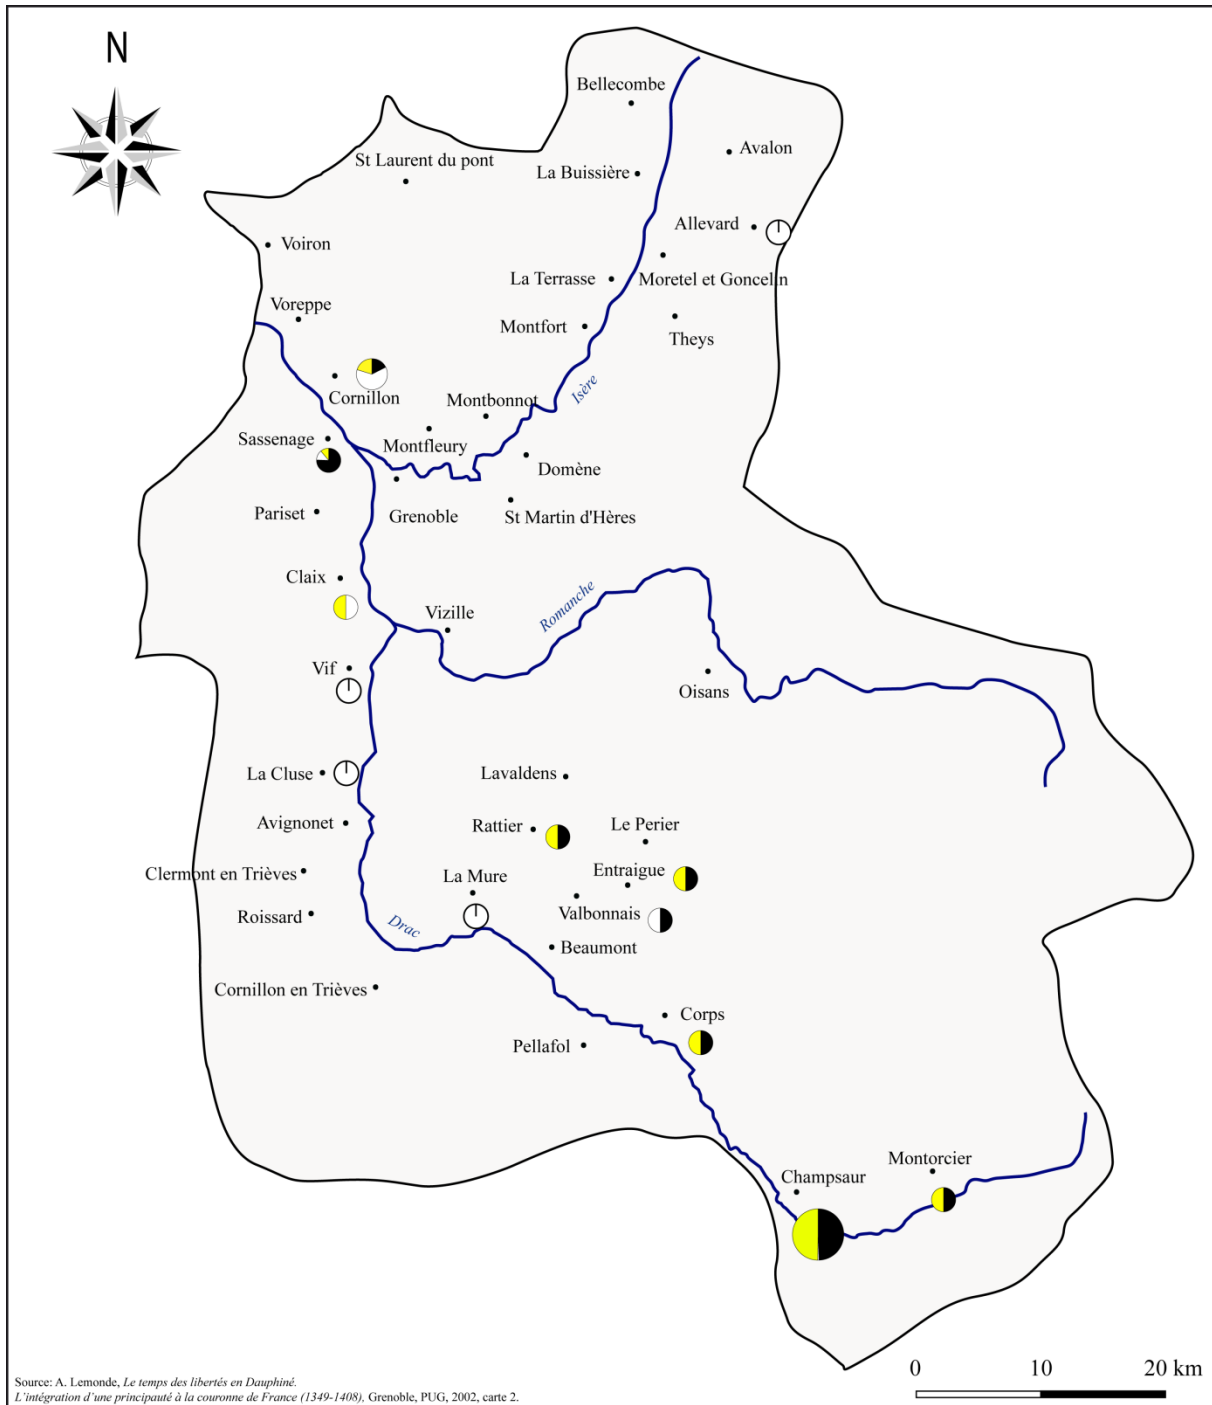 N
Bellecombe
Avalon
St Laurent du pont
La Buissière
Allevard
Voiron
La Terrasse
Moretel et Goncelin
Voreppe
Montfort
Theys
Isère
Cornillon
Montbonnot
Sassenage
Montfleury
Domène
Pariset
Grenoble
St Martin d'Hères
Claix
Romanche
Vizille
Vif
Oisans
La Cluse
Lavaldens
Avignonet
Rattier
Le Perier
Clermont en Trièves
La Mure
Entraigue
Valbonnais
Roissard
Drac
Beaumont
Cornillon en Trièves
Corps
Pellafol
Montorcier
Champsaur
0 10 20 km
Source: A. Lemonde, Le temps des libertés en Dauphiné.
L'intégration d'une principauté à la couronne de France (1349-1408), Grenoble, PUG, 2002, carte 2.